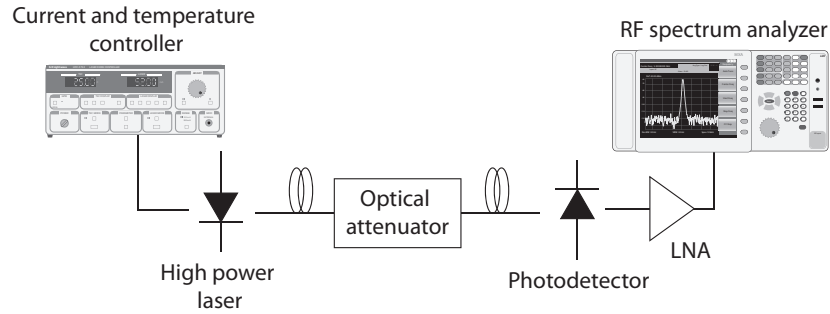 Current and temperature
controller
RF spectrum analyzer
Optical
attenuator
High power
laser
Photodetector
LNA